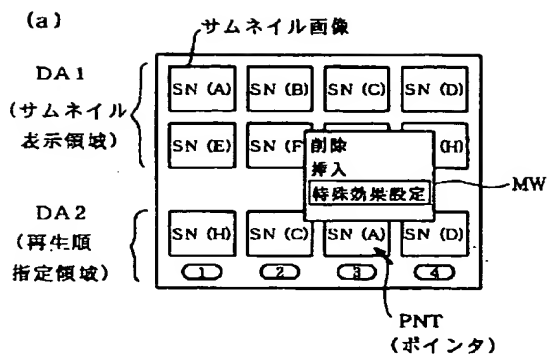 (a)
サムネイル画像
DA1
(サムネイル
表示領域)
SN (A) SN (B) SN (C) SN (D)
SN (E) SN (F (H)
削除
挿入
特殊効果設定
MW
DA2
(再生順
指定領域)
SN (H) SN (C) SN (A) SN (D)
1 2 3 4
PNT
(ポインタ)